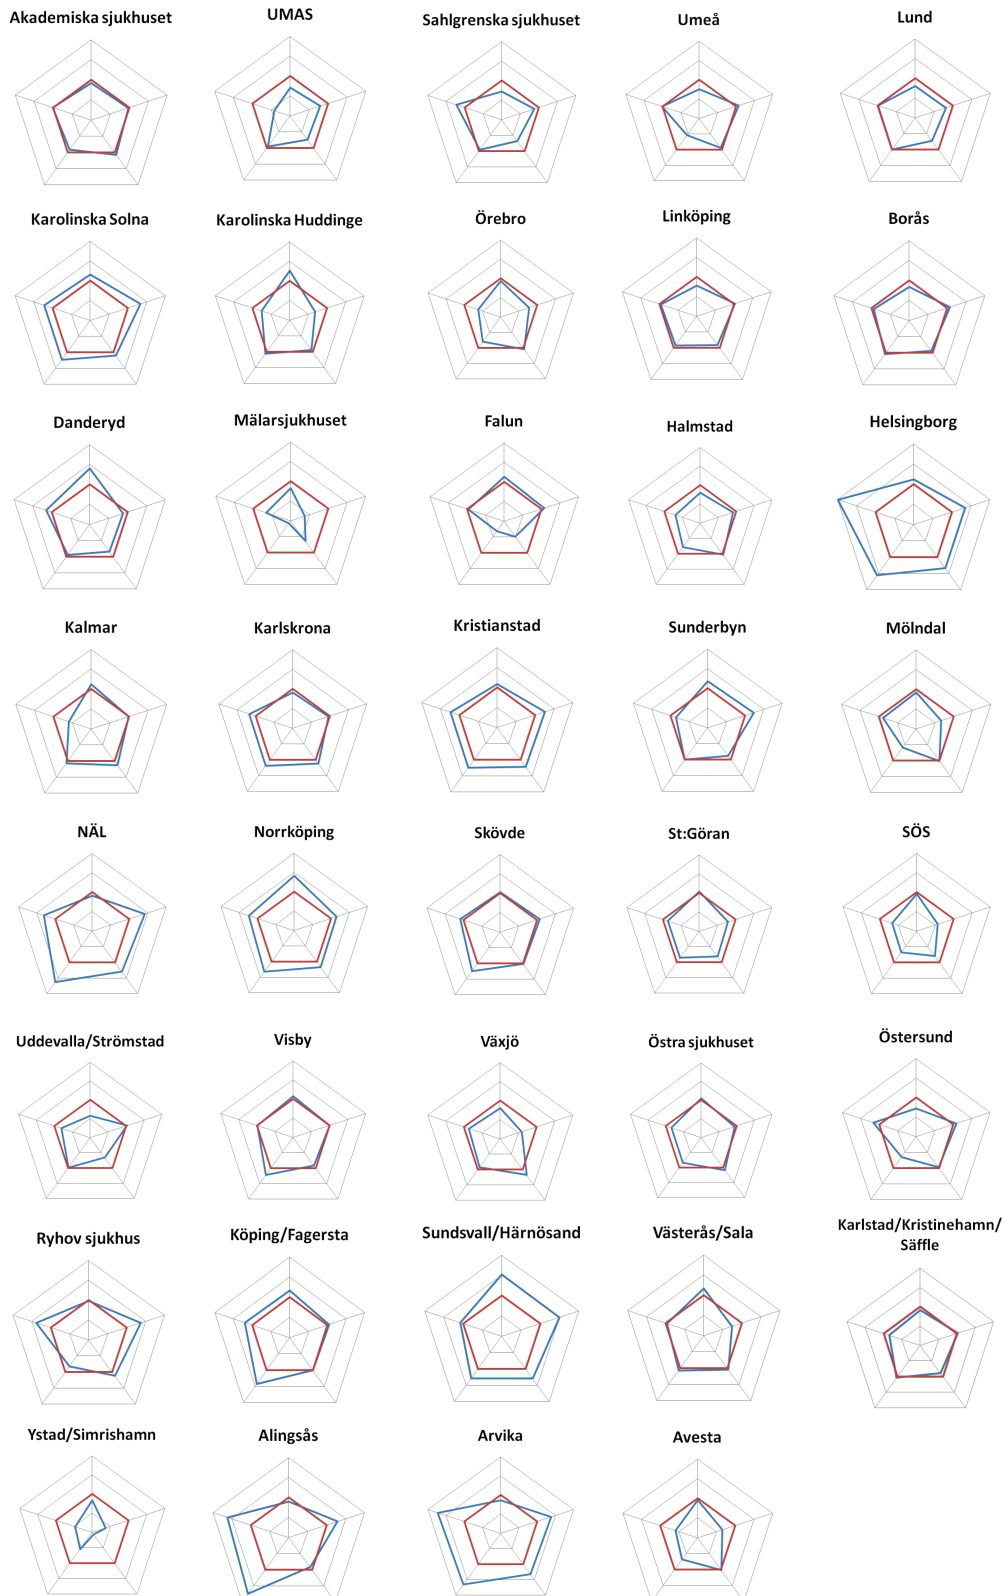 Akademiska sjukhuset
UMAS
Sahlgrenska sjukhuset
Umeå
Lund
Karolinska Solna
Karolinska Huddinge
Örebro
Linköping
Borås
Danderyd
Mälarsjukhuset
Falun
Halmstad
Helsingborg
Kalmar
Karlskrona
Kristianstad
Sunderbyn
Mölndal
NÄL
Norrköping
Skövde
St:Göran
SÖS
Uddevalla/Strömstad
Visby
Växjö
Östra sjukhuset
Östersund
Ryhov sjukhus
Köping/Fagersta
Sundsvall/Härnösand
Västerås/Sala
Karlstad/Kristinehamn/
Säffle
Ystad/Simrishamn
Alingsås
Arvika
Avesta